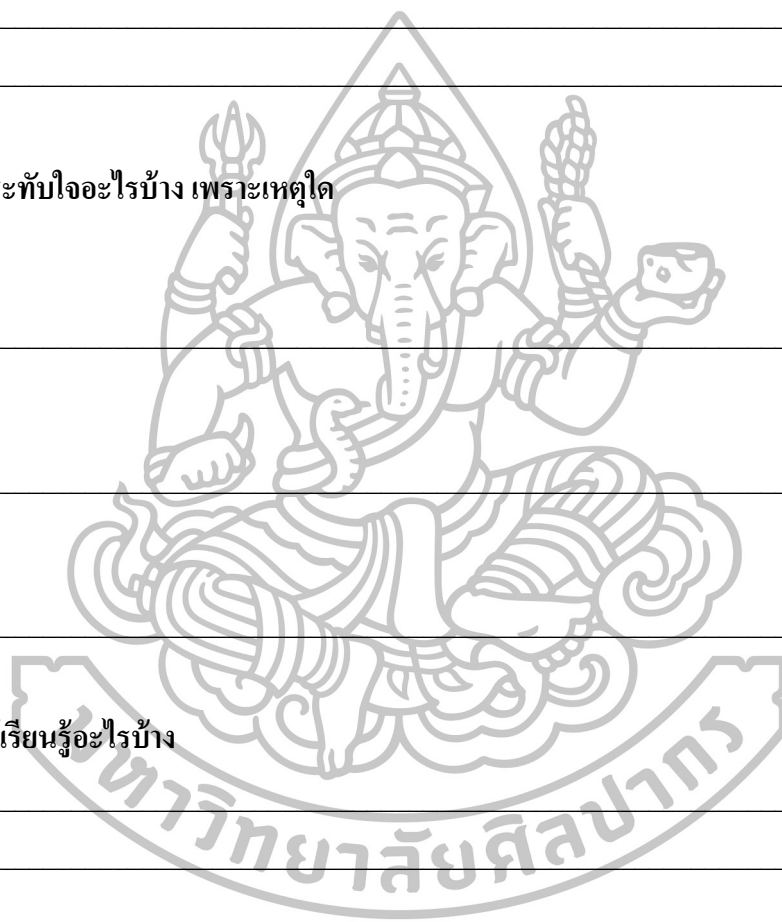 ะทับใจอะไรบ้าง เพราะเหตุใด
เรียนรู้อะไรบ้าง
มหาวิทยาลัยศิลปากร